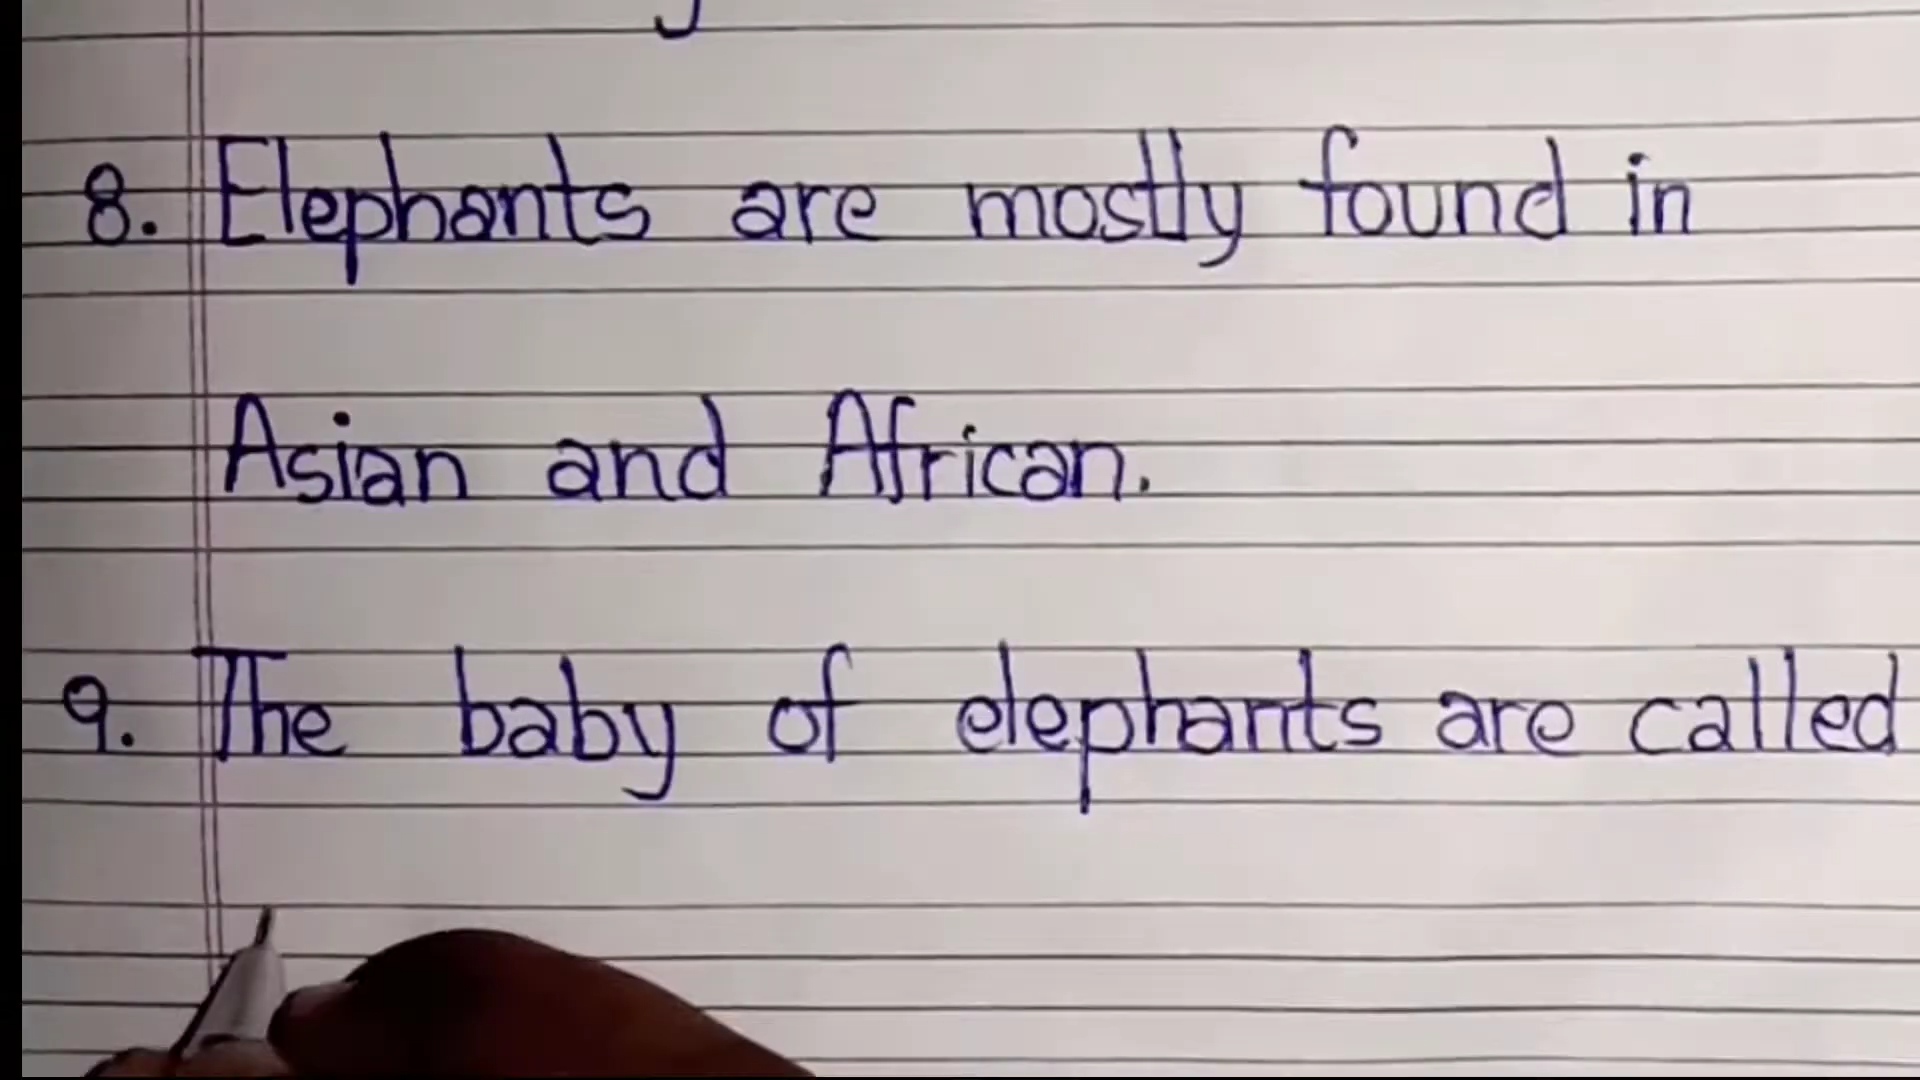 8. Elephants are mostly found in
Asian and African.
9. The baby of elephants are called